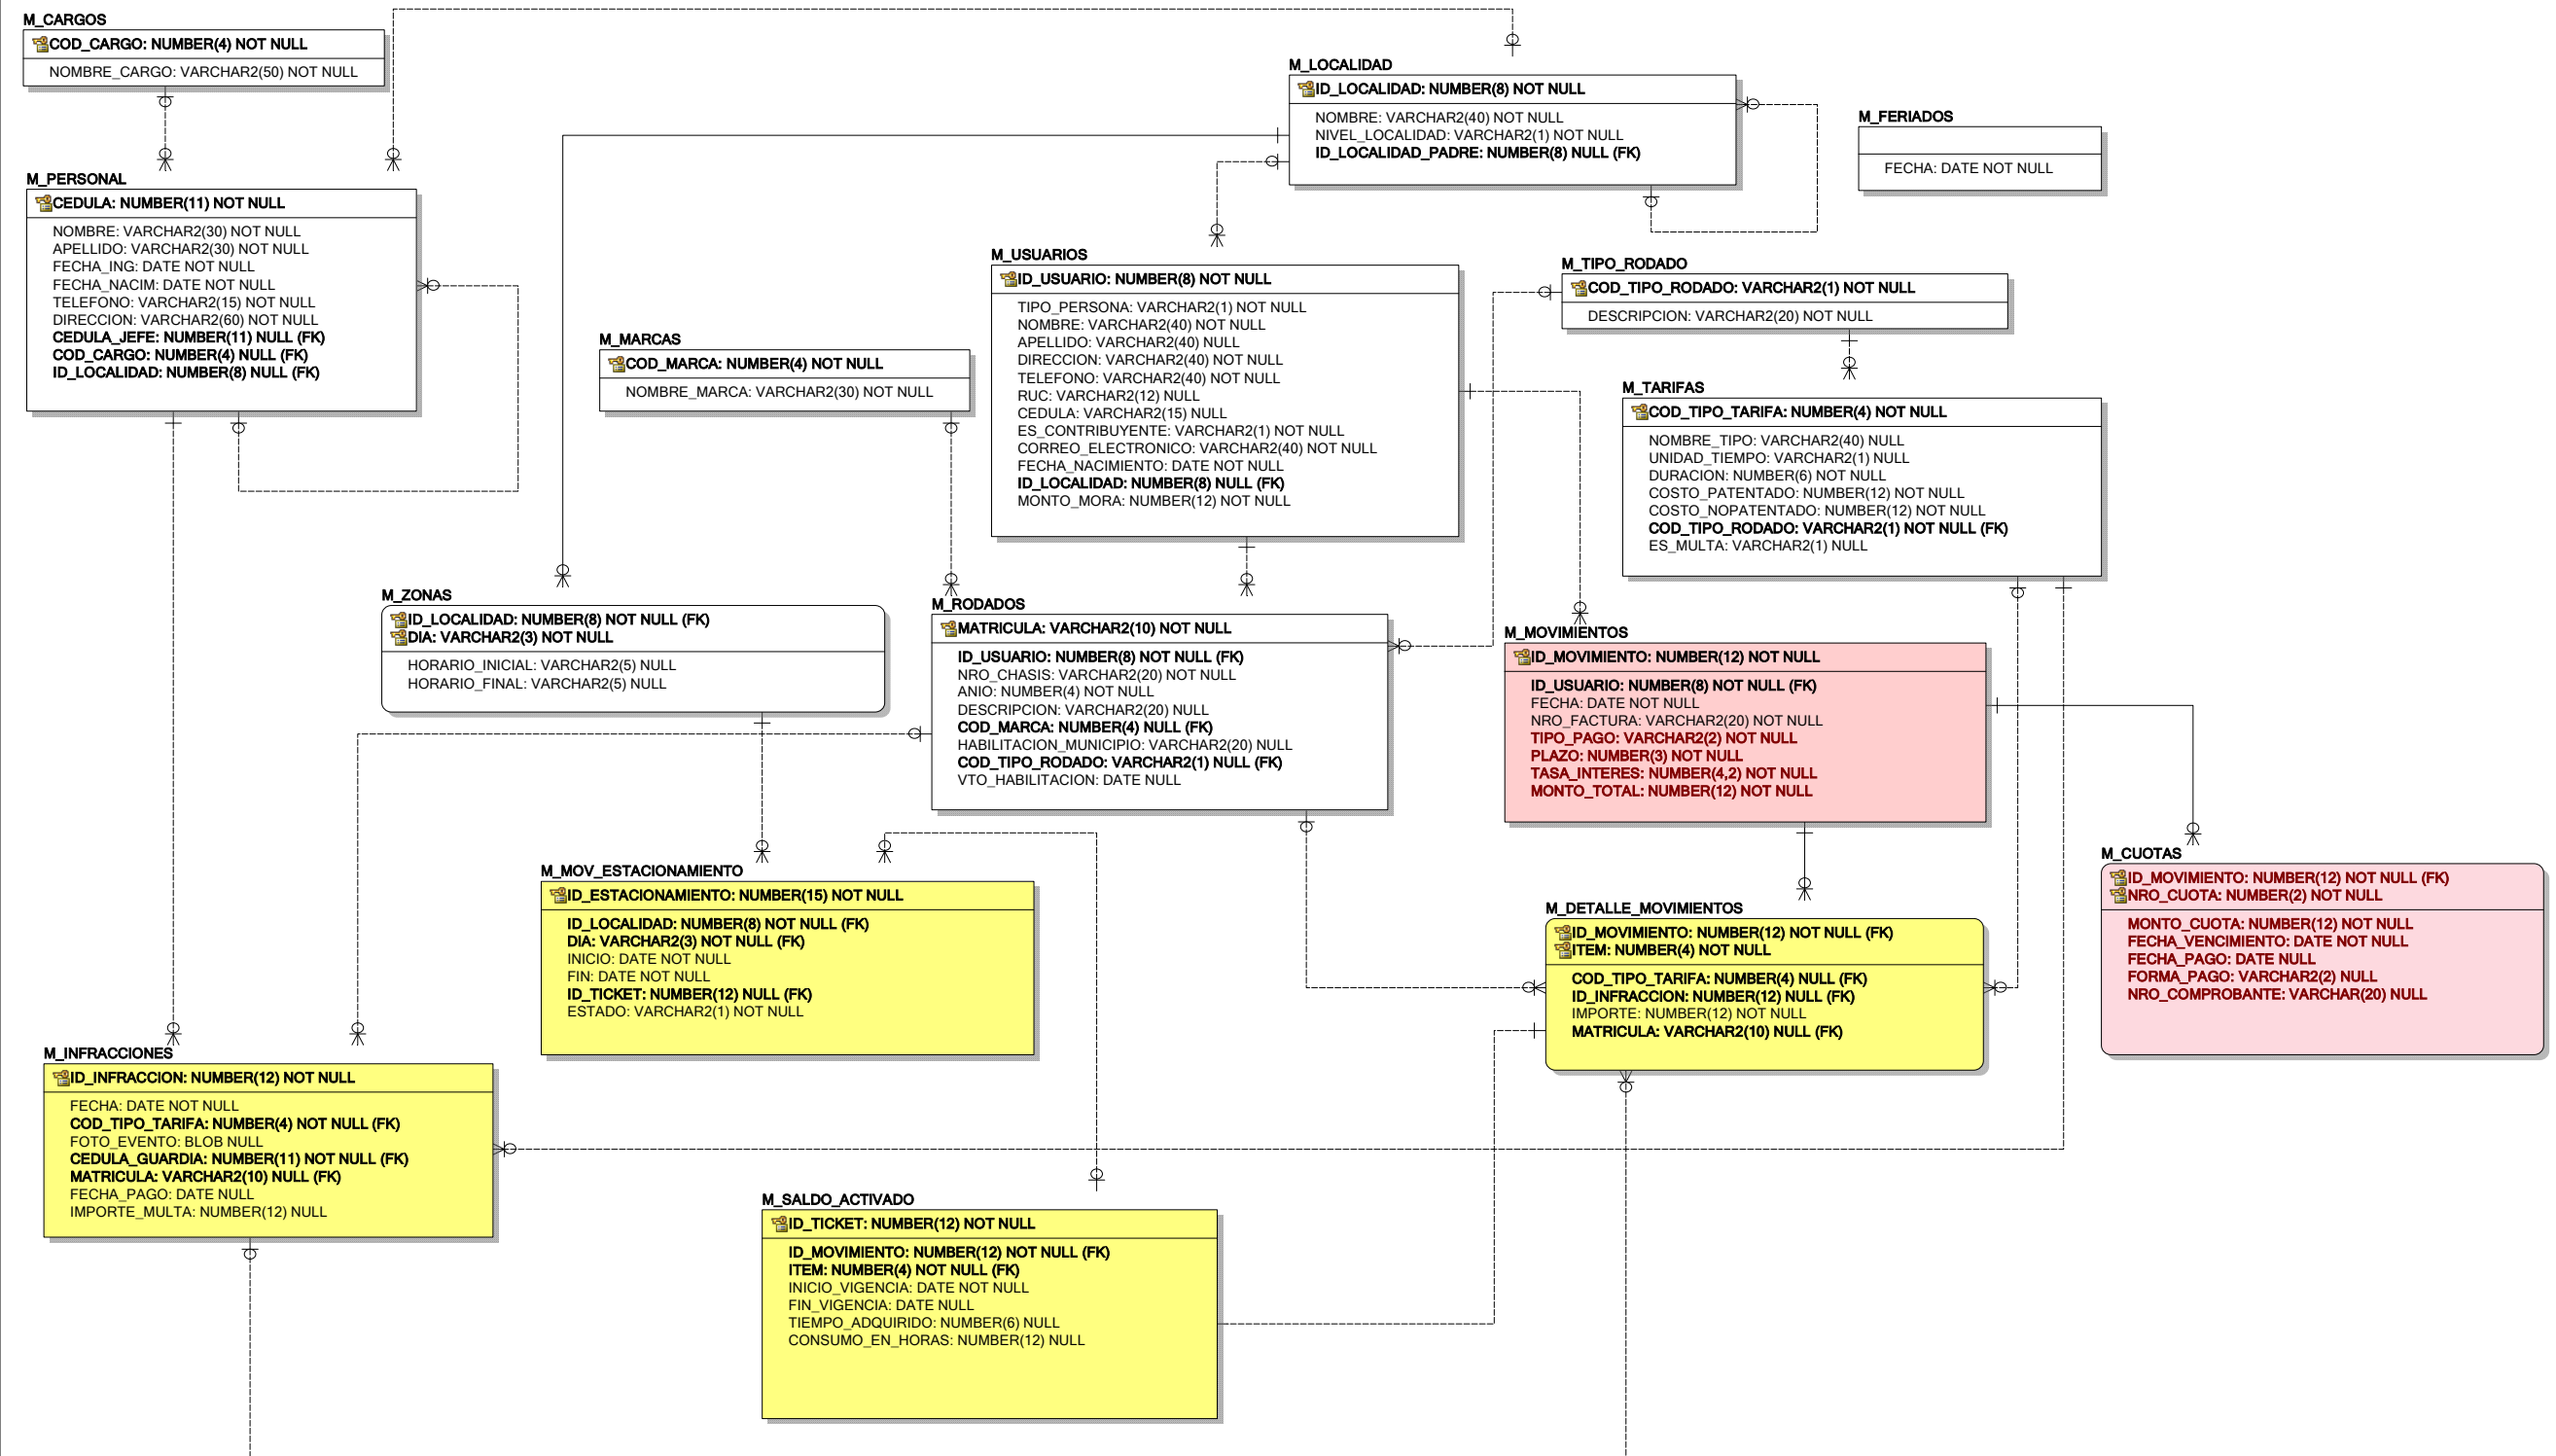 M_CARGOS
COD_CARGO: NUMBER(4) NOT NULL
NOMBRE_CARGO: VARCHAR2(50) NOT NULL
M_LOCALIDAD
ID_LOCALIDAD: NUMBER(8) NOT NULL
NOMBRE: VARCHAR2(40) NOT NULL
NIVEL_LOCALIDAD: VARCHAR2(1) NOT NULL
ID_LOCALIDAD_PADRE: NUMBER(8) NULL (FK)
M_FERIADOS
FECHA: DATE NOT NULL
M_PERSONAL
CEDULA: NUMBER(11) NOT NULL
NOMBRE: VARCHAR2(30) NOT NULL
APELLIDO: VARCHAR2(30) NOT NULL
FECHA_ING: DATE NOT NULL
FECHA_NACIM: DATE NOT NULL
TELEFONO: VARCHAR2(15) NOT NULL
DIRECCION: VARCHAR2(60) NOT NULL
CEDULA_JEFE: NUMBER(11) NULL (FK)
COD_CARGO: NUMBER(4) NULL (FK)
ID_LOCALIDAD: NUMBER(8) NULL (FK)
M_USUARIOS
ID_USUARIO: NUMBER(8) NOT NULL
TIPO_PERSONA: VARCHAR2(1) NOT NULL
NOMBRE: VARCHAR2(40) NOT NULL
APELLIDO: VARCHAR2(40) NULL
DIRECCION: VARCHAR2(40) NOT NULL
TELEFONO: VARCHAR2(40) NOT NULL
RUC: VARCHAR2(12) NULL
CEDULA: VARCHAR2(15) NULL
ES_CONTRIBUYENTE: VARCHAR2(1) NOT NULL
CORREO_ELECTRONICO: VARCHAR2(40) NOT NULL
FECHA_NACIMIENTO: DATE NOT NULL
ID_LOCALIDAD: NUMBER(8) NULL (FK)
MONTO_MORA: NUMBER(12) NOT NULL
M_TIPO_RODADO
COD_TIPO_RODADO: VARCHAR2(1) NOT NULL
DESCRIPCION: VARCHAR2(20) NOT NULL
M_MARCAS
COD_MARCA: NUMBER(4) NOT NULL
NOMBRE_MARCA: VARCHAR2(30) NOT NULL
M_TARIFAS
COD_TIPO_TARIFA: NUMBER(4) NOT NULL
NOMBRE_TIPO: VARCHAR2(40) NULL
UNIDAD_TIEMPO: VARCHAR2(1) NULL
DURACION: NUMBER(6) NOT NULL
COSTO_PATENTADO: NUMBER(12) NOT NULL
COSTO_NOPATENTADO: NUMBER(12) NOT NULL
COD_TIPO_RODADO: VARCHAR2(1) NOT NULL (FK)
ES_MULTA: VARCHAR2(1) NULL
M_ZONAS
ID_LOCALIDAD: NUMBER(8) NOT NULL (FK)
DIA: VARCHAR2(3) NOT NULL
HORARIO_INICIAL: VARCHAR2(5) NULL
HORARIO_FINAL: VARCHAR2(5) NULL
M_RODADOS
MATRICULA: VARCHAR2(10) NOT NULL
ID_USUARIO: NUMBER(8) NOT NULL (FK)
NRO_CHASIS: VARCHAR2(20) NOT NULL
ANIO: NUMBER(4) NOT NULL
DESCRIPCION: VARCHAR2(20) NULL
COD_MARCA: NUMBER(4) NULL (FK)
HABILITACION_MUNICIPIO: VARCHAR2(20) NULL
COD_TIPO_RODADO: VARCHAR2(1) NULL (FK)
VTO_HABILITACION: DATE NULL
M_MOVIMIENTOS
ID_MOVIMIENTO: NUMBER(12) NOT NULL
ID_USUARIO: NUMBER(8) NOT NULL (FK)
FECHA: DATE NOT NULL
NRO_FACTURA: VARCHAR2(20) NOT NULL
TIPO_PAGO: VARCHAR2(2) NOT NULL
PLAZO: NUMBER(3) NOT NULL
TASA_INTERES: NUMBER(4,2) NOT NULL
MONTO_TOTAL: NUMBER(12) NOT NULL
M_CUOTAS
ID_MOVIMIENTO: NUMBER(12) NOT NULL (FK)
NRO_CUOTA: NUMBER(2) NOT NULL
MONTO_CUOTA: NUMBER(12) NOT NULL
FECHA_VENCIMIENTO: DATE NOT NULL
FECHA_PAGO: DATE NULL
FORMA_PAGO: VARCHAR2(2) NULL
NRO_COMPROBANTE: VARCHAR(20) NULL
M_MOV_ESTACIONAMIENTO
ID_ESTACIONAMIENTO: NUMBER(15) NOT NULL
ID_LOCALIDAD: NUMBER(8) NOT NULL (FK)
DIA: VARCHAR2(3) NOT NULL (FK)
INICIO: DATE NOT NULL
FIN: DATE NOT NULL
ID_TICKET: NUMBER(12) NULL (FK)
ESTADO: VARCHAR2(1) NOT NULL
M_DETALLE_MOVIMIENTOS
ID_MOVIMIENTO: NUMBER(12) NOT NULL (FK)
ITEM: NUMBER(4) NOT NULL
COD_TIPO_TARIFA: NUMBER(4) NULL (FK)
ID_INFRACCION: NUMBER(12) NULL (FK)
IMPORTE: NUMBER(12) NOT NULL
MATRICULA: VARCHAR2(10) NULL (FK)
M_INFRACCIONES
ID_INFRACCION: NUMBER(12) NOT NULL
FECHA: DATE NOT NULL
COD_TIPO_TARIFA: NUMBER(4) NOT NULL (FK)
FOTO_EVENTO: BLOB NULL
CEDULA_GUARDIA: NUMBER(11) NOT NULL (FK)
MATRICULA: VARCHAR2(10) NULL (FK)
FECHA_PAGO: DATE NULL
IMPORTE_MULTA: NUMBER(12) NULL
M_SALDO_ACTIVADO
ID_TICKET: NUMBER(12) NOT NULL
ID_MOVIMIENTO: NUMBER(12) NOT NULL (FK)
ITEM: NUMBER(4) NOT NULL (FK)
INICIO_VIGENCIA: DATE NOT NULL
FIN_VIGENCIA: DATE NULL
TIEMPO_ADQUIRIDO: NUMBER(6) NULL
CONSUMO_EN_HORAS: NUMBER(12) NULL